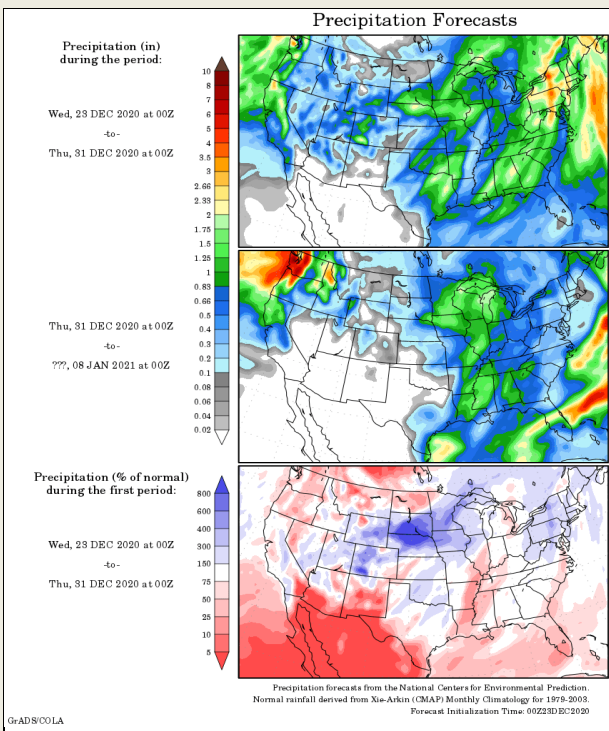 Precipitation Forecasts
Precipitation (in)
during the period:
Wed, 23 DEC 2020 at 00Z
-to-
Thu, 31 DEC 2020 at 00Z
10
8
7
6
5
4
3.5
3
2.66
2.33
2
1.75
1.5
1.25
1
0.83
0.66
0.5
0.4
0.3
0.2
0.1
0.08
0.06
0.04
0.02
Thu, 31 DEC 2020 at 00Z
-to-
???, 08 JAN 2021 at 00Z
Precipitation (% of normal)
during the first period:
Wed, 23 DEC 2020 at 00Z
-to-
Thu, 31 DEC 2020 at 00Z
800
600
400
300
150
75
50
25
10
5
Precipitation forecasts from the National Centers for Environmental Prediction.
Normal rainfall derived from Xie-Arkin (CMAP) Monthly Climatology for 1979-2003.
Forecast Initialization Time: 00Z23DEC2020
GrADS/COLA